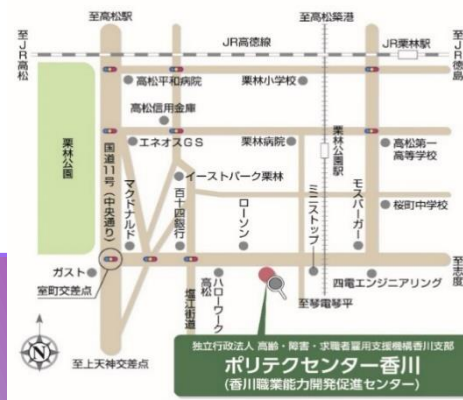 至高松駅
至高松築港
至JR高松
JR高徳線
JR栗林駅
至JR徳島
高松平和病院
栗林小学校
高松信用金庫
エネオスGS
栗林病院
栗林公園駅
高松第一
高等学校
栗林公園
国道11号(中央通り)
イーストパーク栗林
マクドナルド
百十四銀行
ローソン
ミニストップ
モスバーガー
桜町中学校
ガスト
室町交差点
塩江街道
ハローワーク
高松
四電エンジニアリング
至志度
至琴電琴平
N
至上天神交差点
独立行政法人 高齢・障害・求職者雇用支援機構香川支部
ポリテクセンター香川
(香川職業能力開発促進センター)